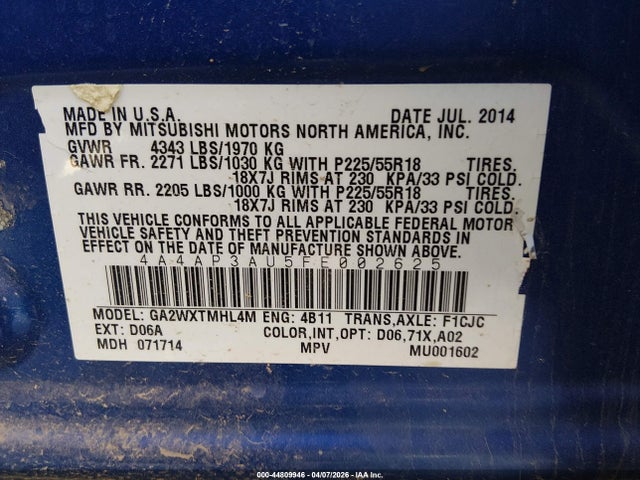 MADE IN U.S.A. DATE JUL. 2014
MFD BY MITSUBISHI MOTORS NORTH AMERICA, INC.
GVWR 4343 LBS/1970 KG
GAWR FR. 2271 LBS/1030 KG WITH P225/55R18 TIRES.
18X7J RIMS AT 230 KPA/33 PSI COLD.
GAWR RR. 2205 LBS/1000 KG WITH P225/55R18 TIRES.
18X7J RIMS AT 230 KPA/33 PSI COLD.
THIS VEHICLE CONFORMS TO ALL APPLICABLE FEDERAL MOTOR
VEHICLE SAFETY AND THEFT PREVENTION STANDARDS IN
EFFECT ON THE DATE OF MANUFACTURE SHOWN ABOVE.
4A4AP3AU5FE002625
MODEL: GA2WXTMHL4M ENG: 4B11 TRANS,AXLE: F1CJC
EXT: D06A COLOR,INT,OPT: D06,71X,A02
MDH 071714 MPV MU001602
000-44809946 - 04/07/2026 - IAA Inc.